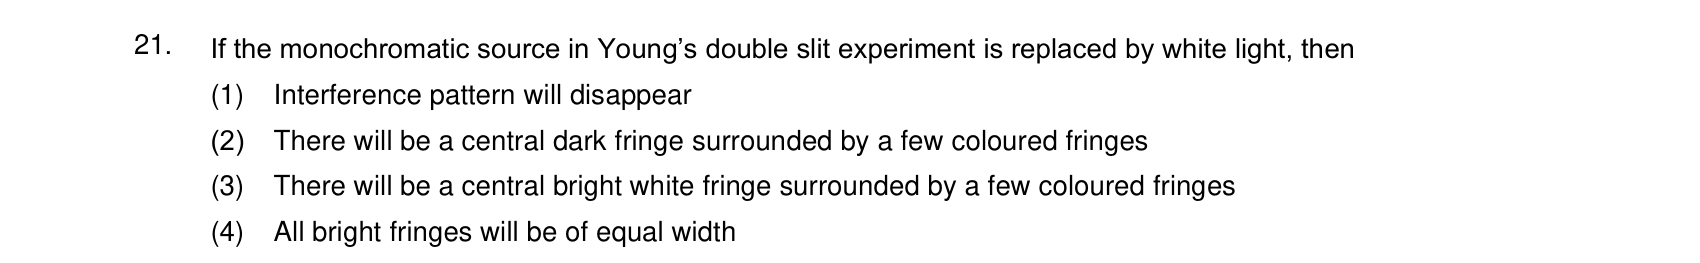 21. If the monochromatic source in Young's double slit experiment is replaced by white light, then
(1) Interference pattern will disappear
(2) There will be a central dark fringe surrounded by a few coloured fringes
(3) There will be a central bright white fringe surrounded by a few coloured fringes
(4) All bright fringes will be of equal width